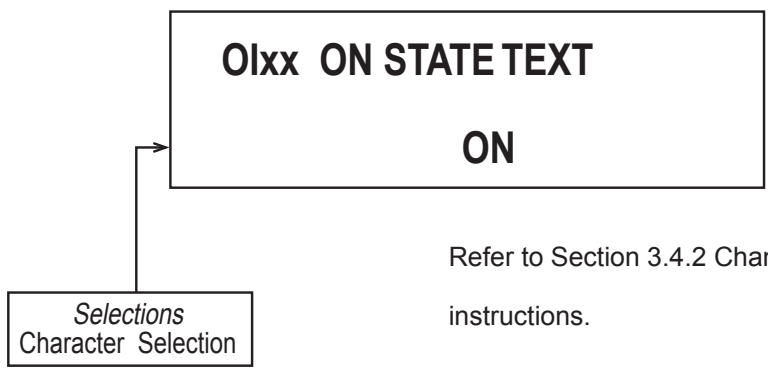 OIxx ON STATE TEXT
ON
Refer to Section 3.4.2 Char
instructions.
Selections
Character Selection